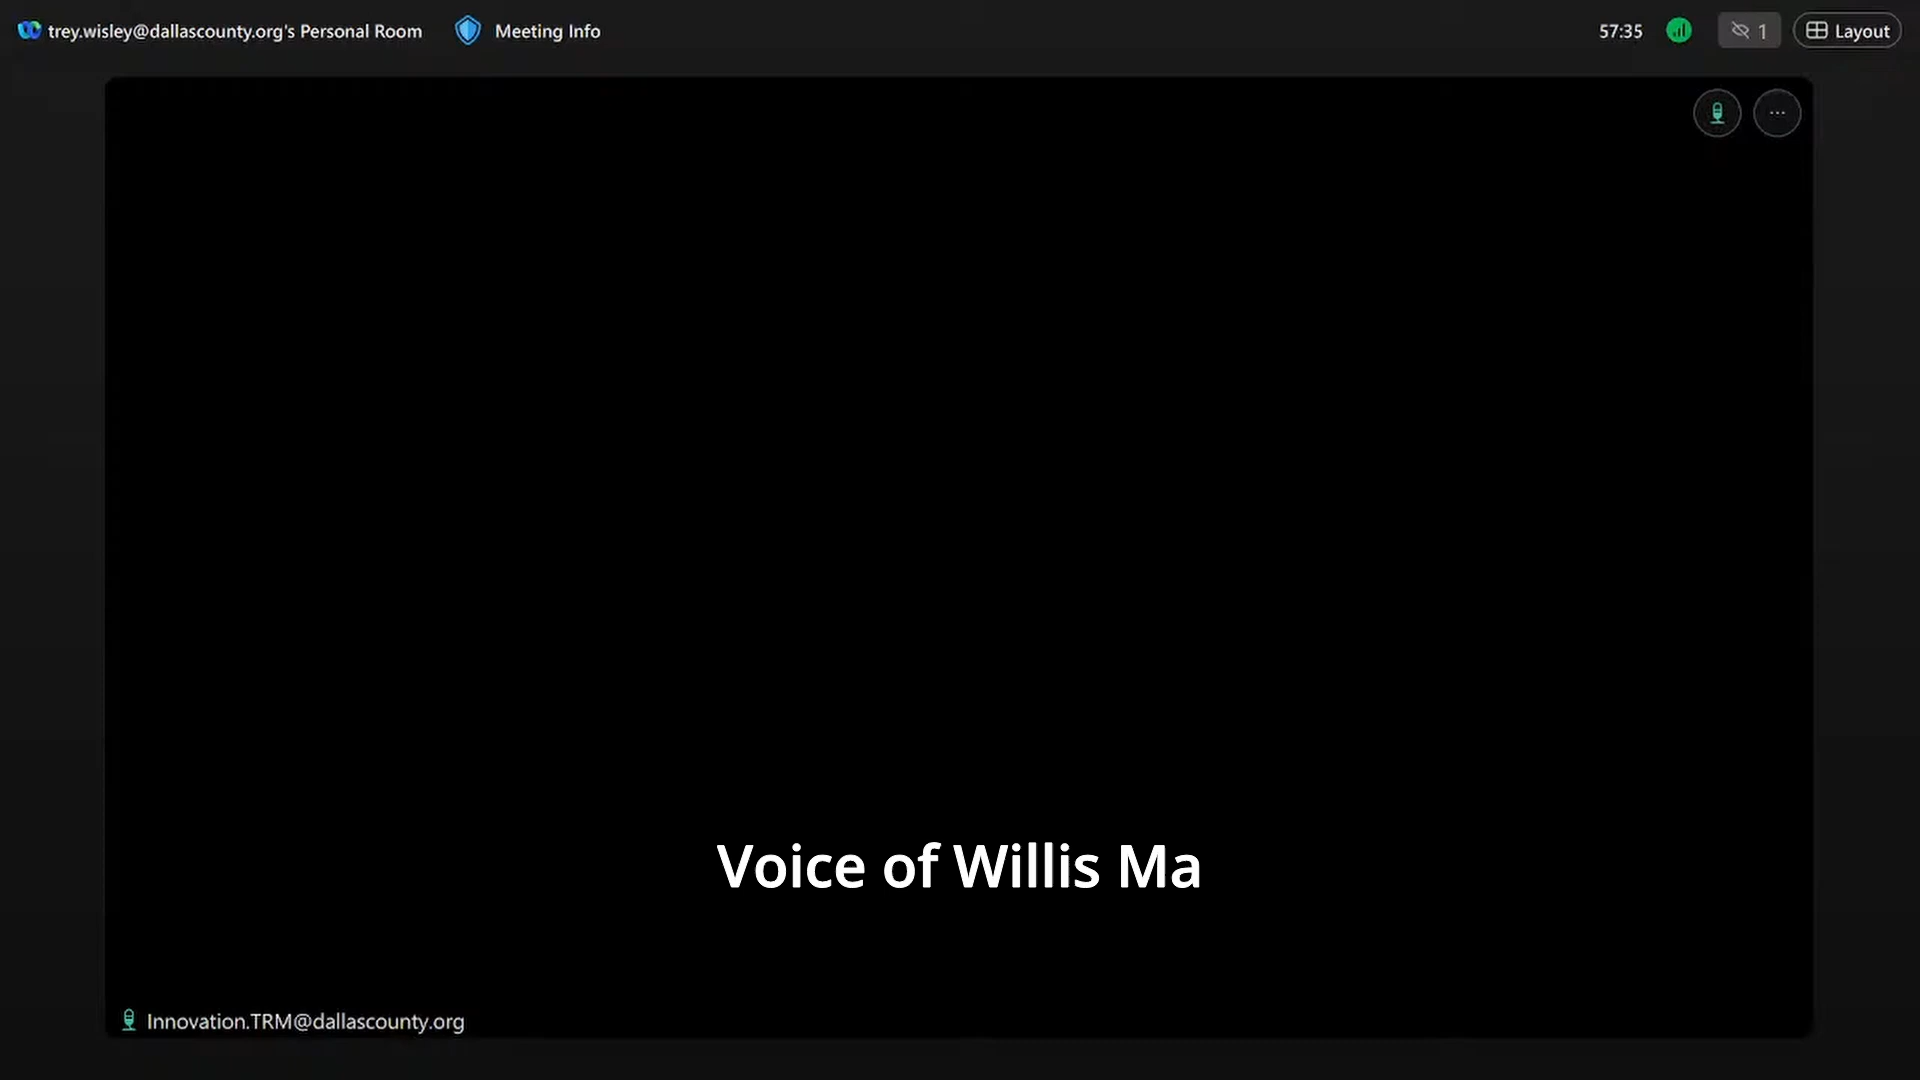 trey.wisley@dallascounty.org's Personal Room Meeting Info 57:35 1 Layout
Voice of Willis Ma
Innovation.TRM@dallascounty.org